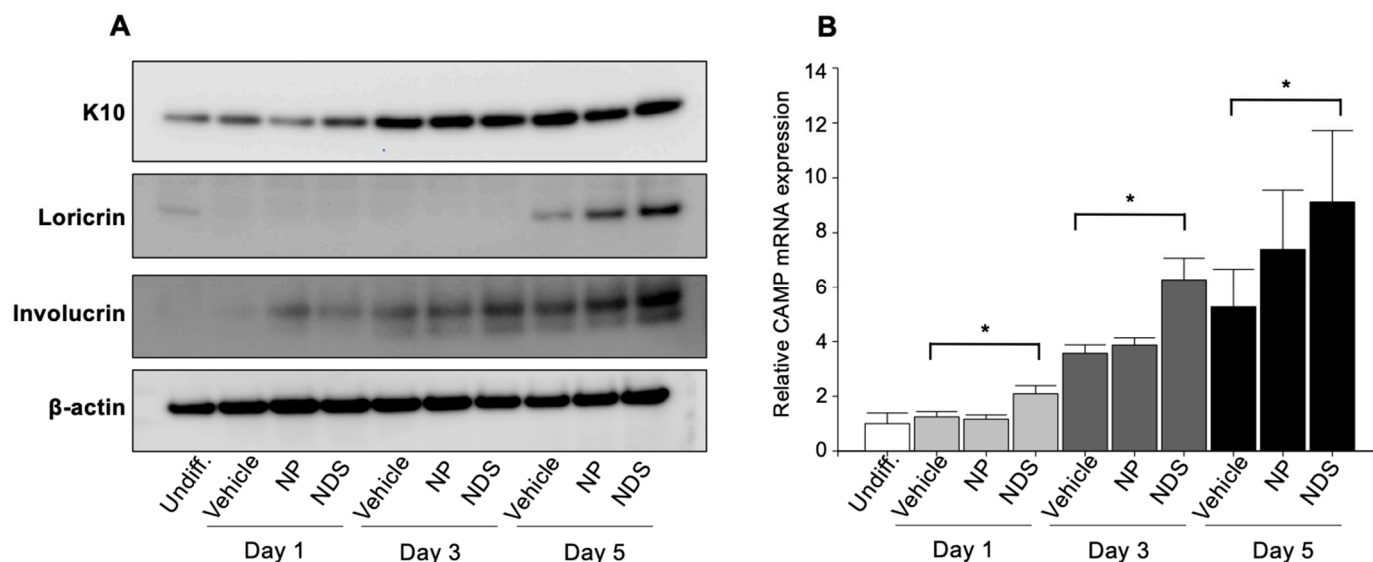 A
K10
Loricrin
Involucrin
β-actin
Undiff.
Vehicle
NP
NDS
Vehicle
NP
NDS
Vehicle
NP
NDS
Day 1
Day 3
Day 5
B
Relative CAMP mRNA expression
14
12
10
8
6
4
2
0
*
*
*
Undiff.
Vehicle
NP
NDS
Vehicle
NP
NDS
Vehicle
NP
NDS
Day 1
Day 3
Day 5